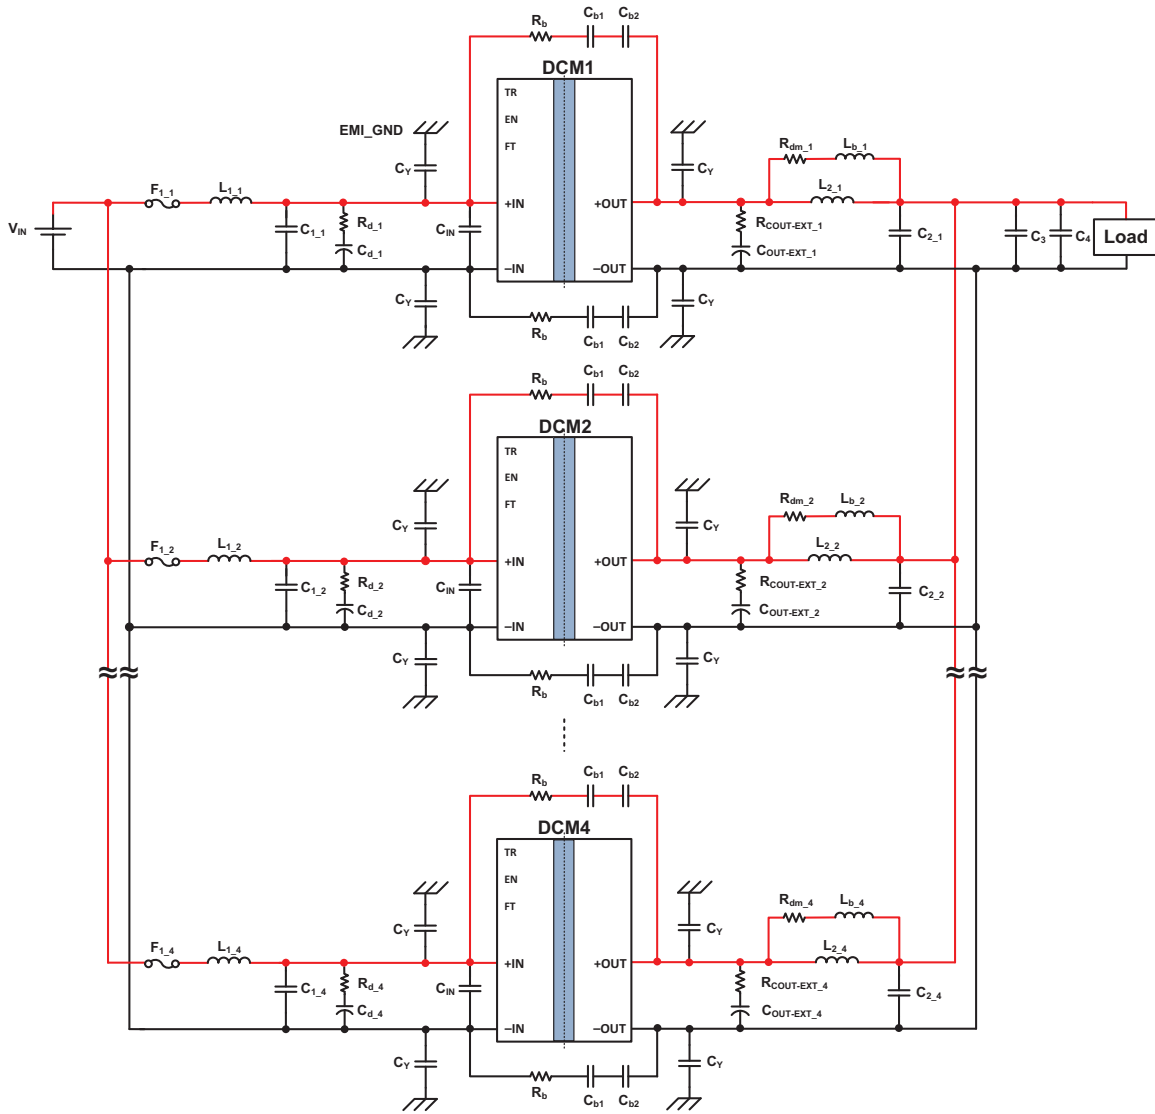 Rb Cb1 Cb2
DCM1
TR
EN
FT
EMI_GND
CY CY
Rdm_1 Lb_1
F1_1 L1_1 L2_1
VIN
+IN +OUT
C1_1 Rd_1 Cd_1 CIN RCOUT-EXT_1 COUT-EXT_1 C2_1 C3 C4 Load
–IN –OUT
CY CY
Rb Cb1 Cb2
Rb Cb1 Cb2
DCM2
TR
EN
FT
CY CY
Rdm_2 Lb_2
F1_2 L1_2 L2_2
+IN +OUT
C1_2 Rd_2 Cd_2 CIN RCOUT-EXT_2 COUT-EXT_2 C2_2
–IN –OUT
CY CY
Rb Cb1 Cb2
Rb Cb1 Cb2
DCM4
TR
EN
FT
CY CY
Rdm_4 Lb_4
F1_4 L1_4 L2_4
+IN +OUT
C1_4 Rd_4 Cd_4 CIN RCOUT-EXT_4 COUT-EXT_4 C2_4
–IN –OUT
CY CY
Rb Cb1 Cb2